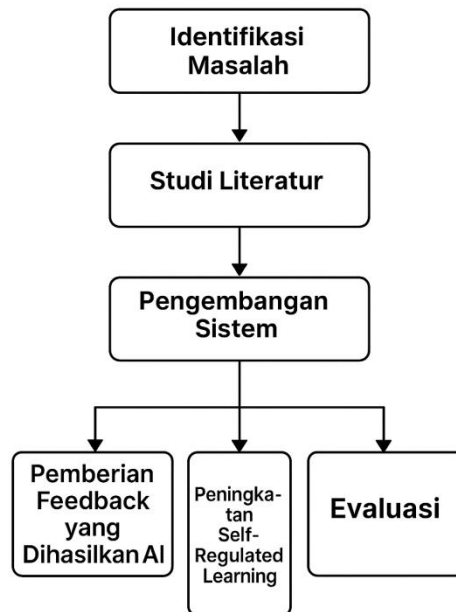 Identifikasi
Masalah
Studi Literatur
Pengembangan
Sistem
Pemberian
Feedback
yang
Dihasilkan AI
Peningka-
tan
Self-
Regulated
Learning
Evaluasi